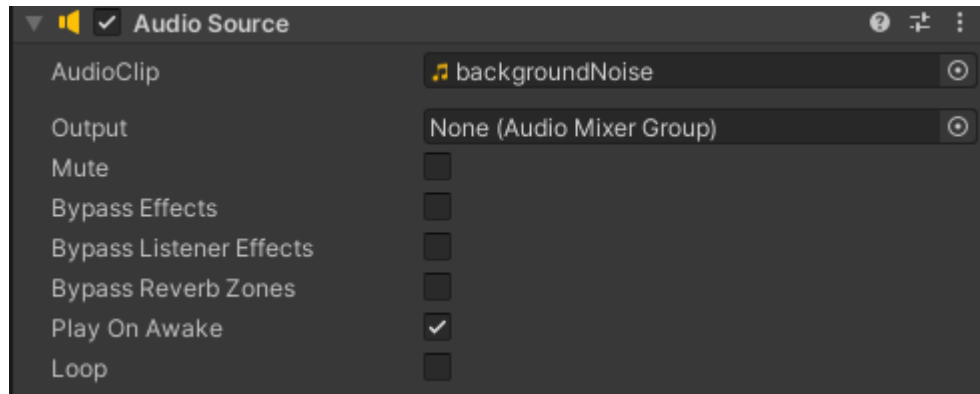 Audio Source
AudioClip backgroundNoise
Output None (Audio Mixer Group)
Mute
Bypass Effects
Bypass Listener Effects
Bypass Reverb Zones
Play On Awake
Loop